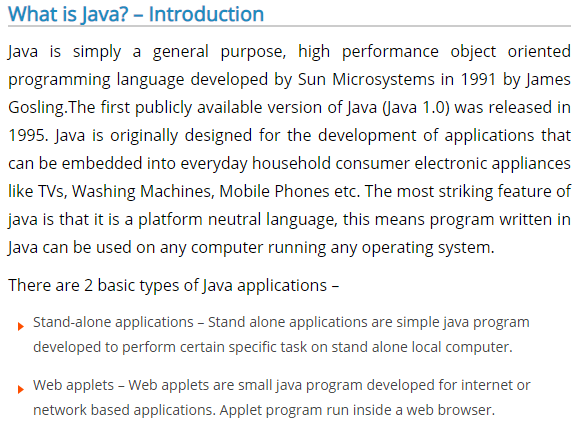 What is Java? – Introduction
Java is simply a general purpose, high performance object oriented
programming language developed by Sun Microsystems in 1991 by James
Gosling.The first publicly available version of Java (Java 1.0) was released in
1995. Java is originally designed for the development of applications that
can be embedded into everyday household consumer electronic appliances
like TVs, Washing Machines, Mobile Phones etc. The most striking feature of
java is that it is a platform neutral language, this means program written in
Java can be used on any computer running any operating system.
There are 2 basic types of Java applications –
Stand-alone applications – Stand alone applications are simple java program
developed to perform certain specific task on stand alone local computer.
Web applets – Web applets are small java program developed for internet or
network based applications. Applet program run inside a web browser.